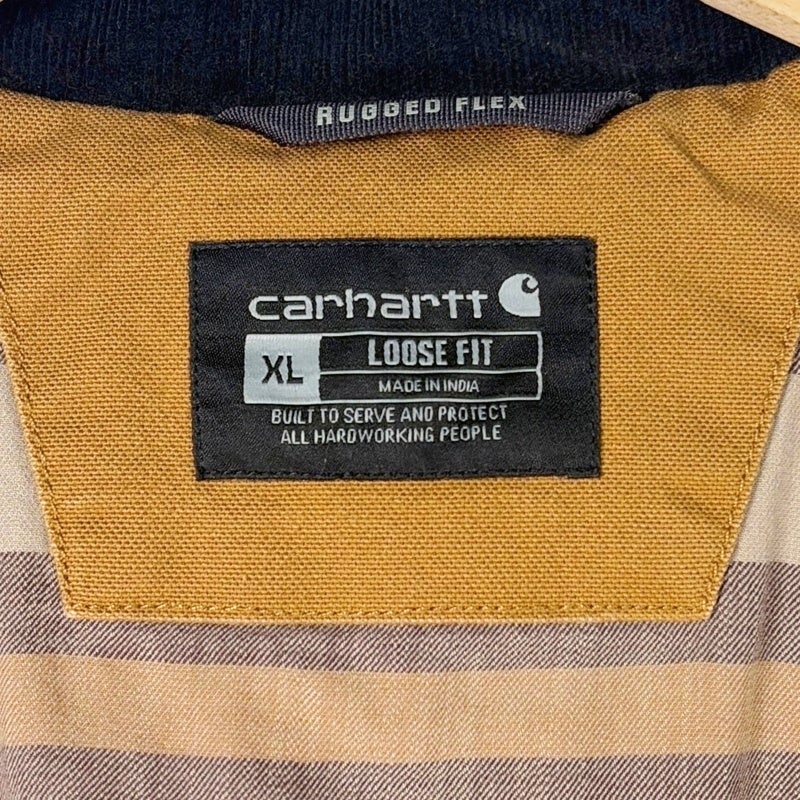 RUGGED FLEX
carhartt
XL
LOOSE FIT
MADE IN INDIA
BUILT TO SERVE AND PROTECT
ALL HARDWORKING PEOPLE